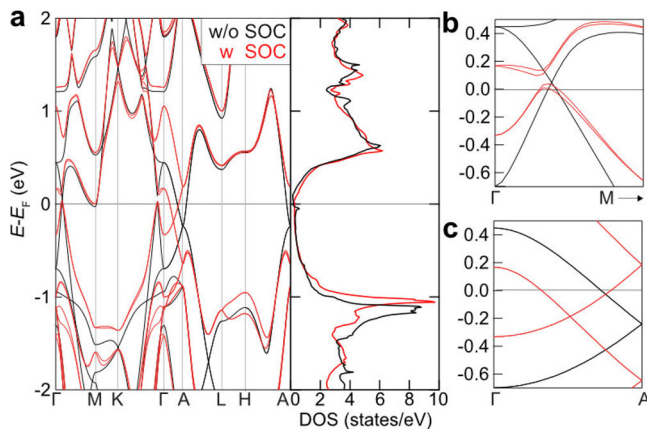 a
w/o SOC
w SOC
E-E_F (eV)
2
1
0
-1
-2
Γ M K Γ A L H A
0 2 4 6 8 10
DOS (states/eV)
b
0.4
0.2
0.0
-0.2
-0.4
-0.6
Γ M →
c
0.4
0.2
0.0
-0.2
-0.4
-0.6
Γ A